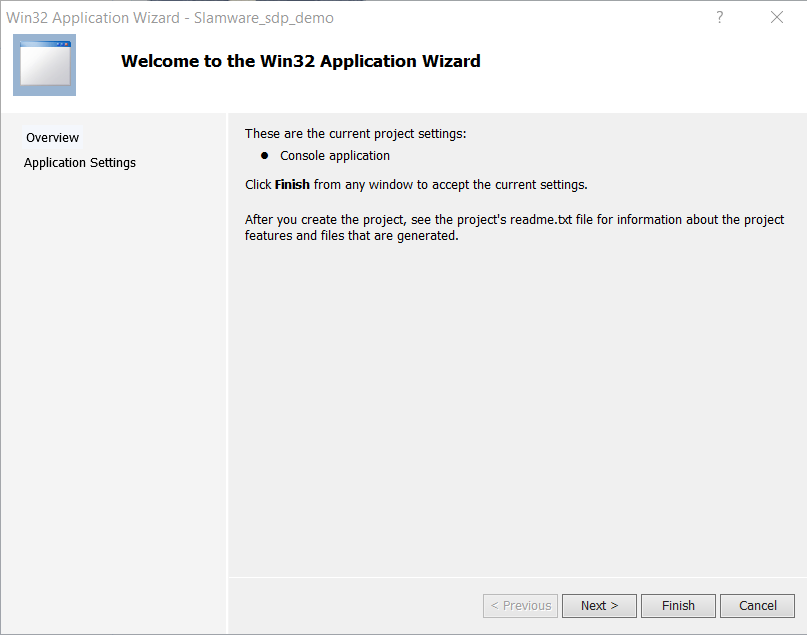 Win32 Application Wizard - Slamware_sdp_demo
?
Welcome to the Win32 Application Wizard
Overview
Application Settings
These are the current project settings:
● Console application
Click Finish from any window to accept the current settings.
After you create the project, see the project's readme.txt file for information about the project
features and files that are generated.
< Previous Next > Finish Cancel